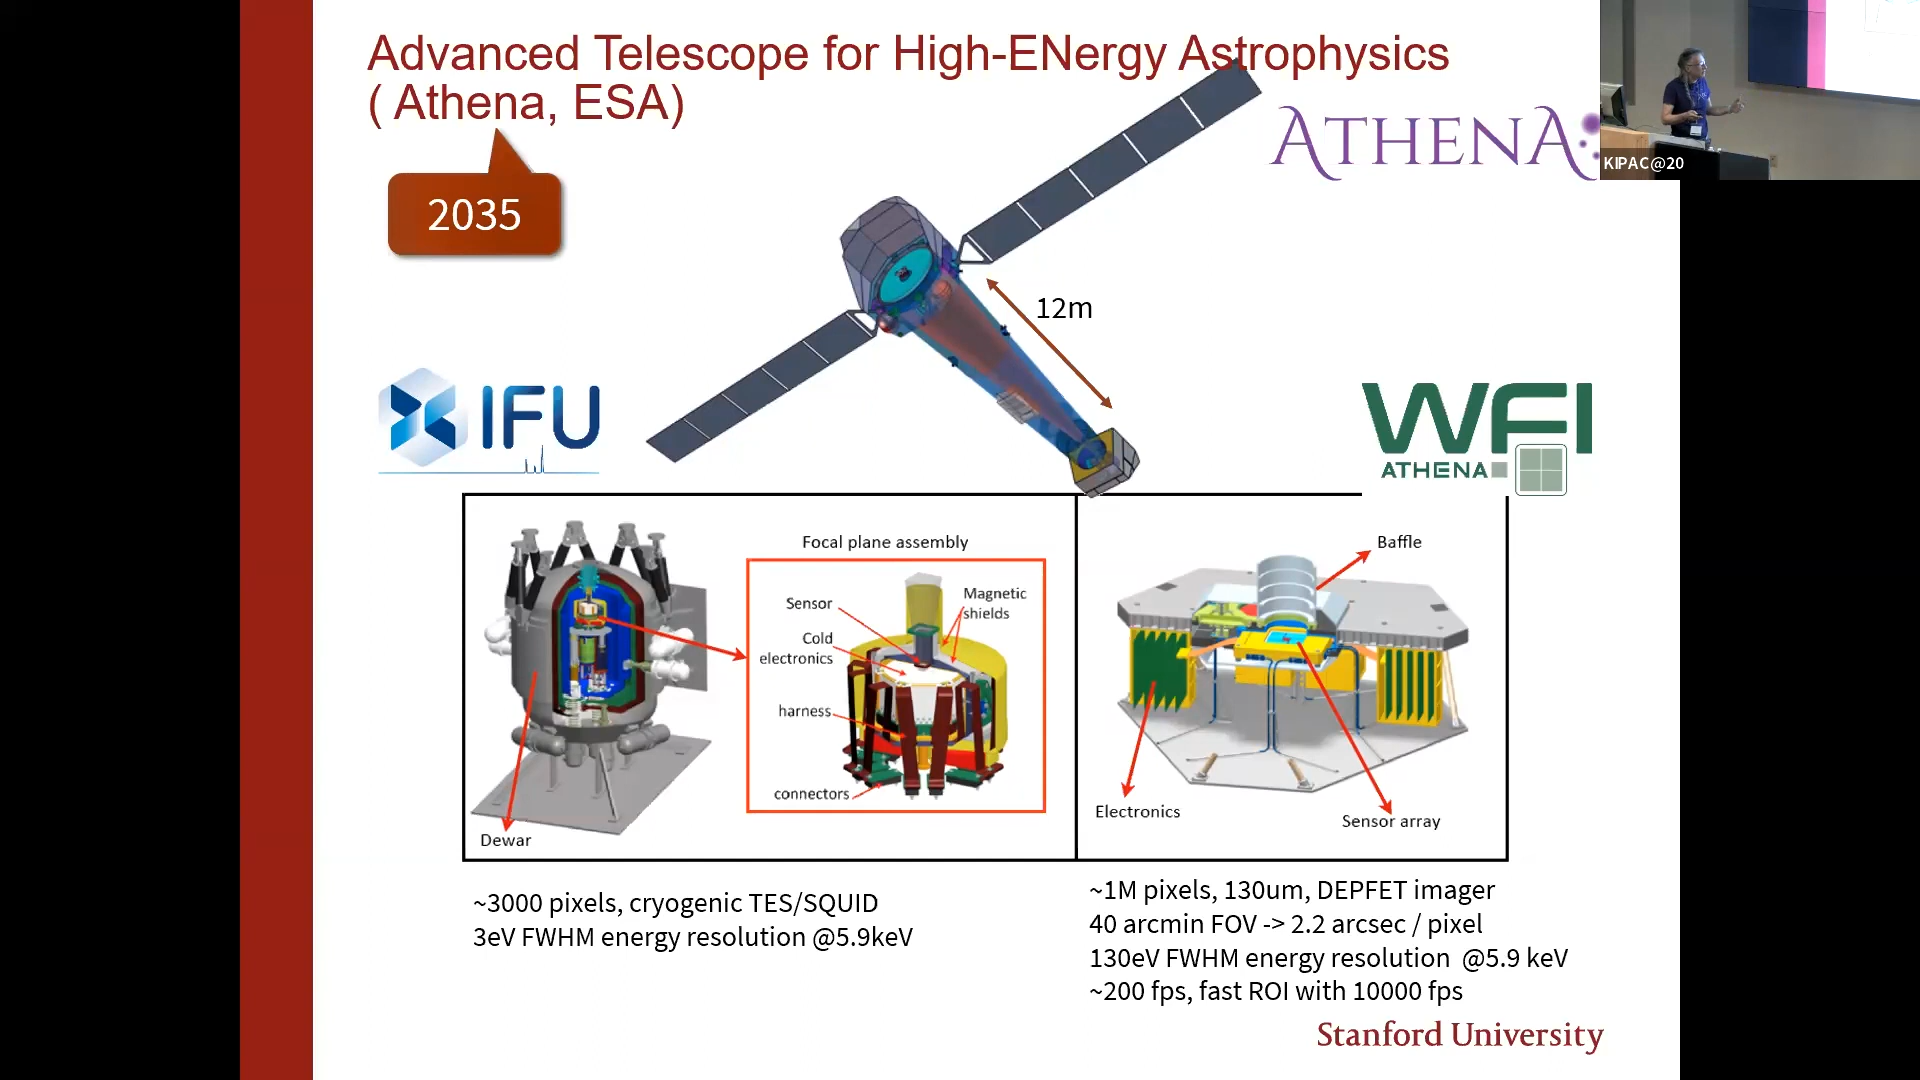 Advanced Telescope for High-ENergy Astrophysics
( Athena, ESA)
ATHENA
KIPAC@20
2035
12m
IFU
WFI
ATHENA
Focal plane assembly
Baffle
Sensor
Magnetic
shields
Cold
electronics
harness
connectors
Electronics
Sensor array
Dewar
~3000 pixels, cryogenic TES/SQUID
3eV FWHM energy resolution @5.9keV
~1M pixels, 130um, DEPFET imager
40 arcmin FOV -> 2.2 arcsec / pixel
130eV FWHM energy resolution @5.9 keV
~200 fps, fast ROI with 10000 fps
Stanford University